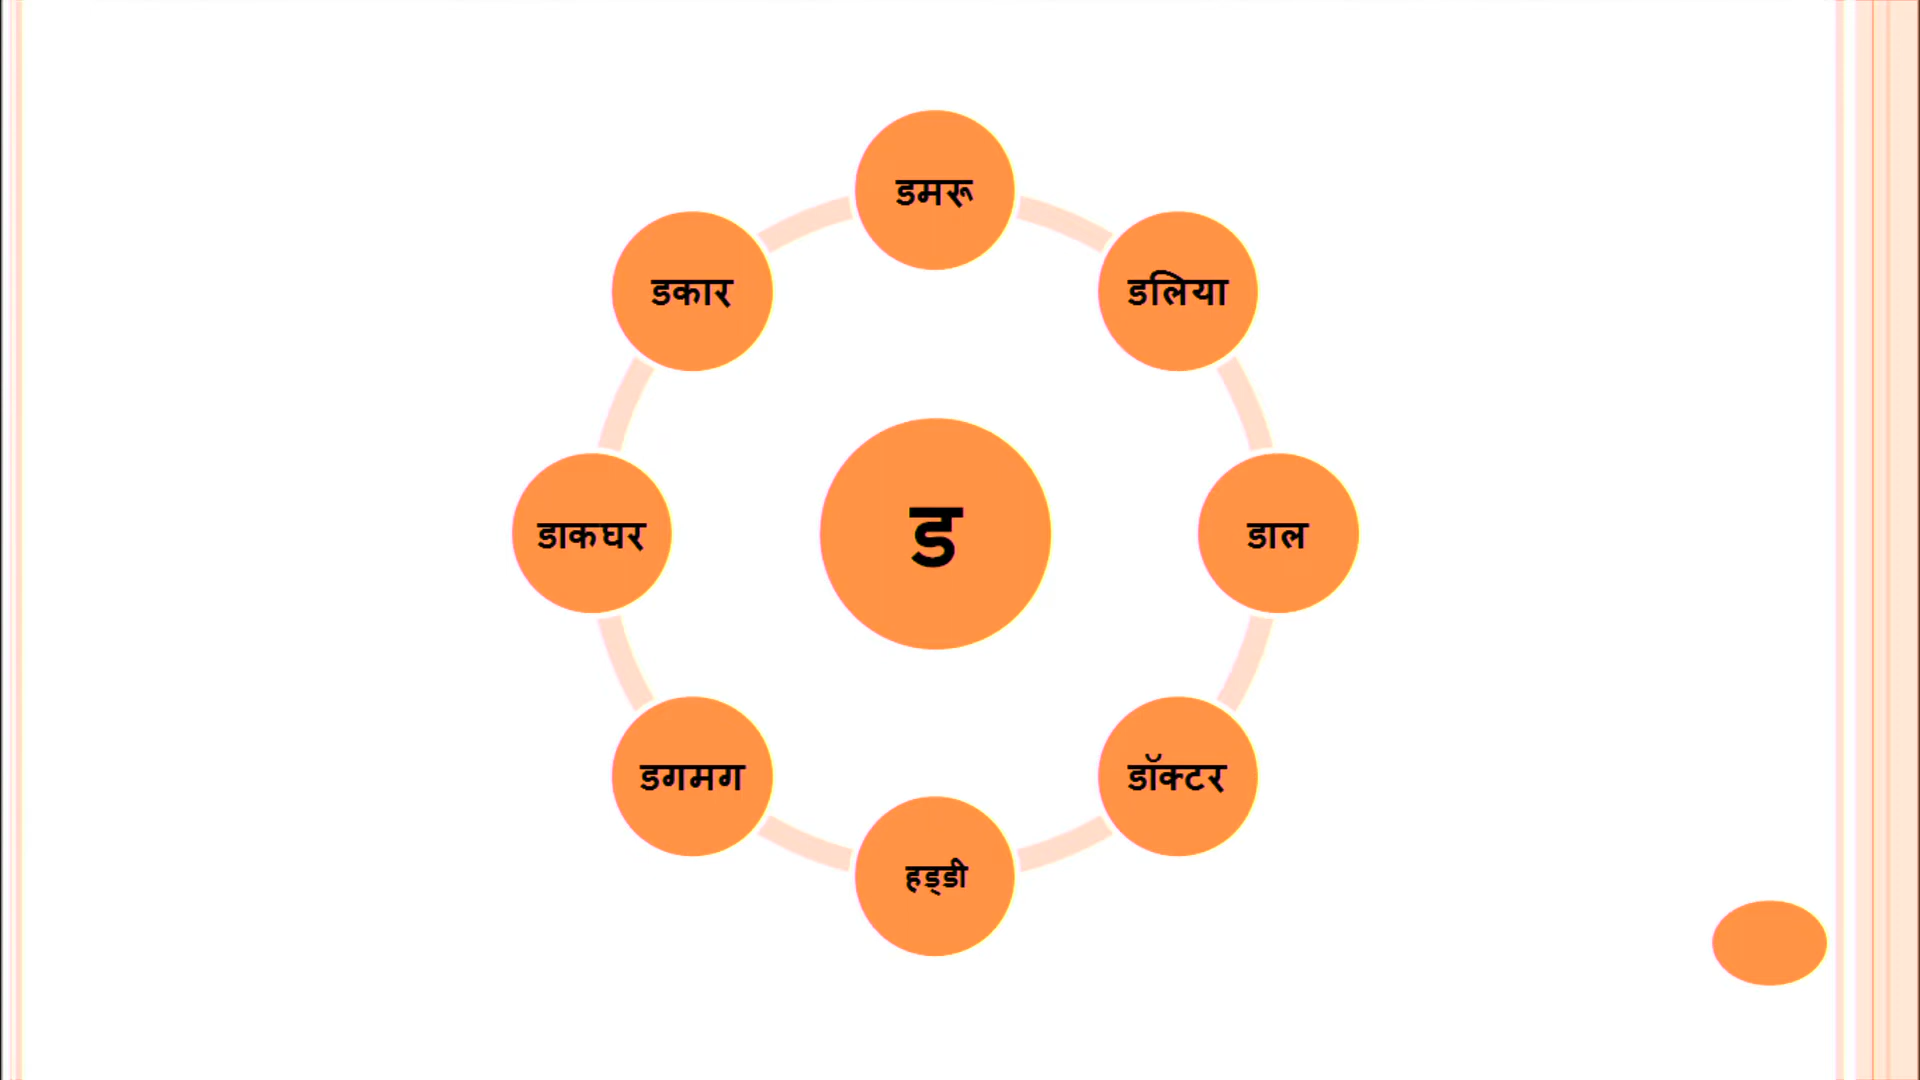 डमरू
डकार
डलिया
डाकघर
ड
डाल
डगमग
डॉक्टर
हड्डी